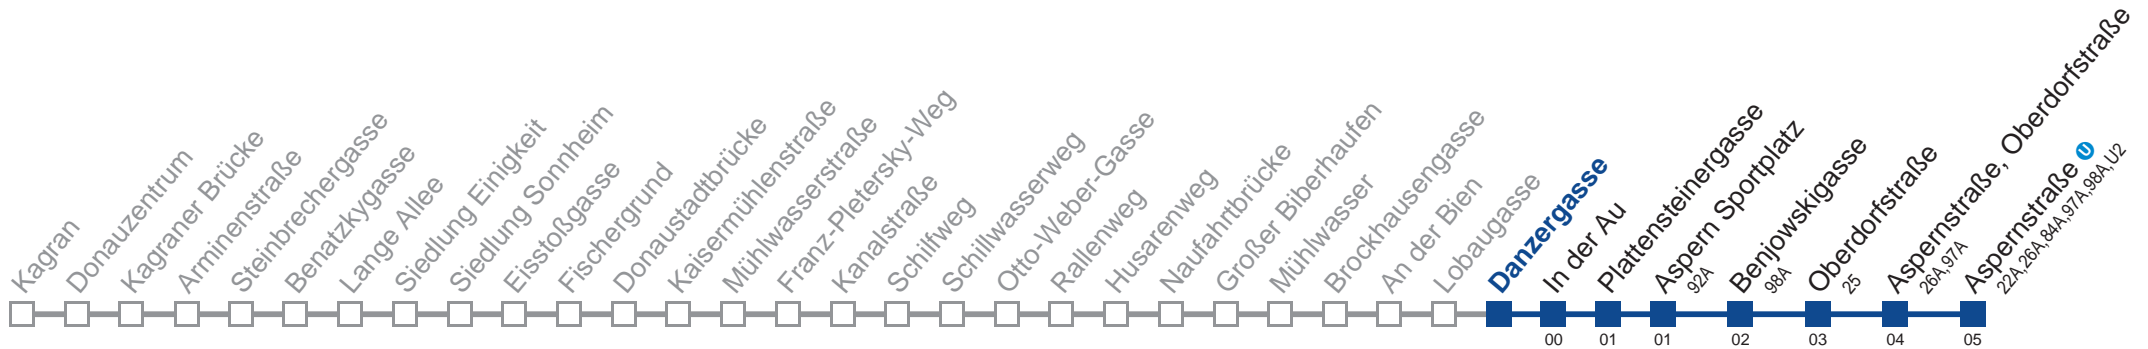 Kagran
Donauzentrum
Kagraner Brücke
Arminenstraße
Steinbrechergasse
Benatzkygasse
Lange Allee
Siedlung Einigkeit
Siedlung Sonnheim
Eisstoßgasse
Fischergrund
Donaustadtbrücke
Kaisermühlenstraße
Mühlwasserstraße
Franz-Pletersky-Weg
Kanalstraße
Schilfweg
Schillwasserweg
Otto-Weber-Gasse
Rallenweg
Husarenweg
Naufahrtbrücke
Großer Biberhaufen
Mühlwasser
Brockhausengasse
An der Bien
Lobaugasse
Danzergasse
In der Au
00
Plattensteinergasse
01
Aspern Sportplatz
92A
01
Benjowskigasse
98A
02
Oberdorfstraße
25
03
Aspernstraße, Oberdorfstraße
26A,97A
04
Aspernstraße U
22A,26A,84A,97A,98A,U2
05